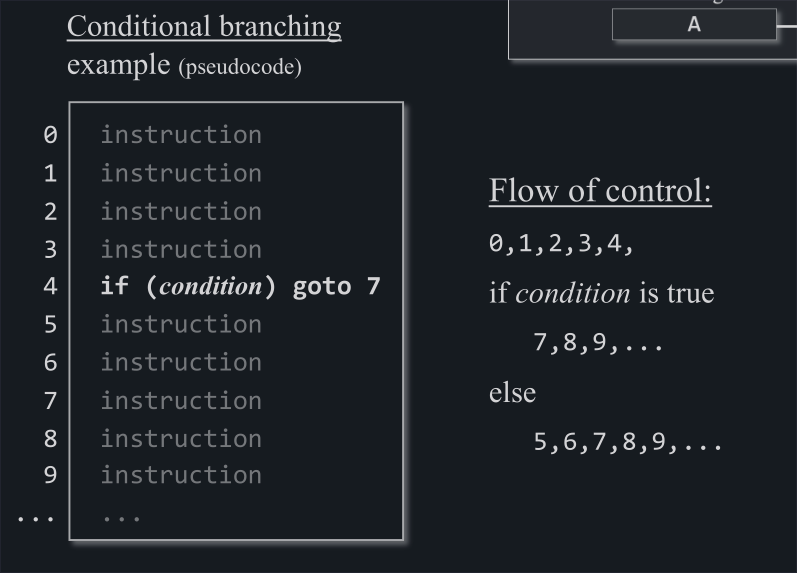 Conditional branching
example (pseudocode)
A
0 instruction
1 instruction
2 instruction
3 instruction
4 if (condition) goto 7
5 instruction
6 instruction
7 instruction
8 instruction
9 instruction
... ...
Flow of control:
0,1,2,3,4,
if condition is true
7,8,9,...
else
5,6,7,8,9,...